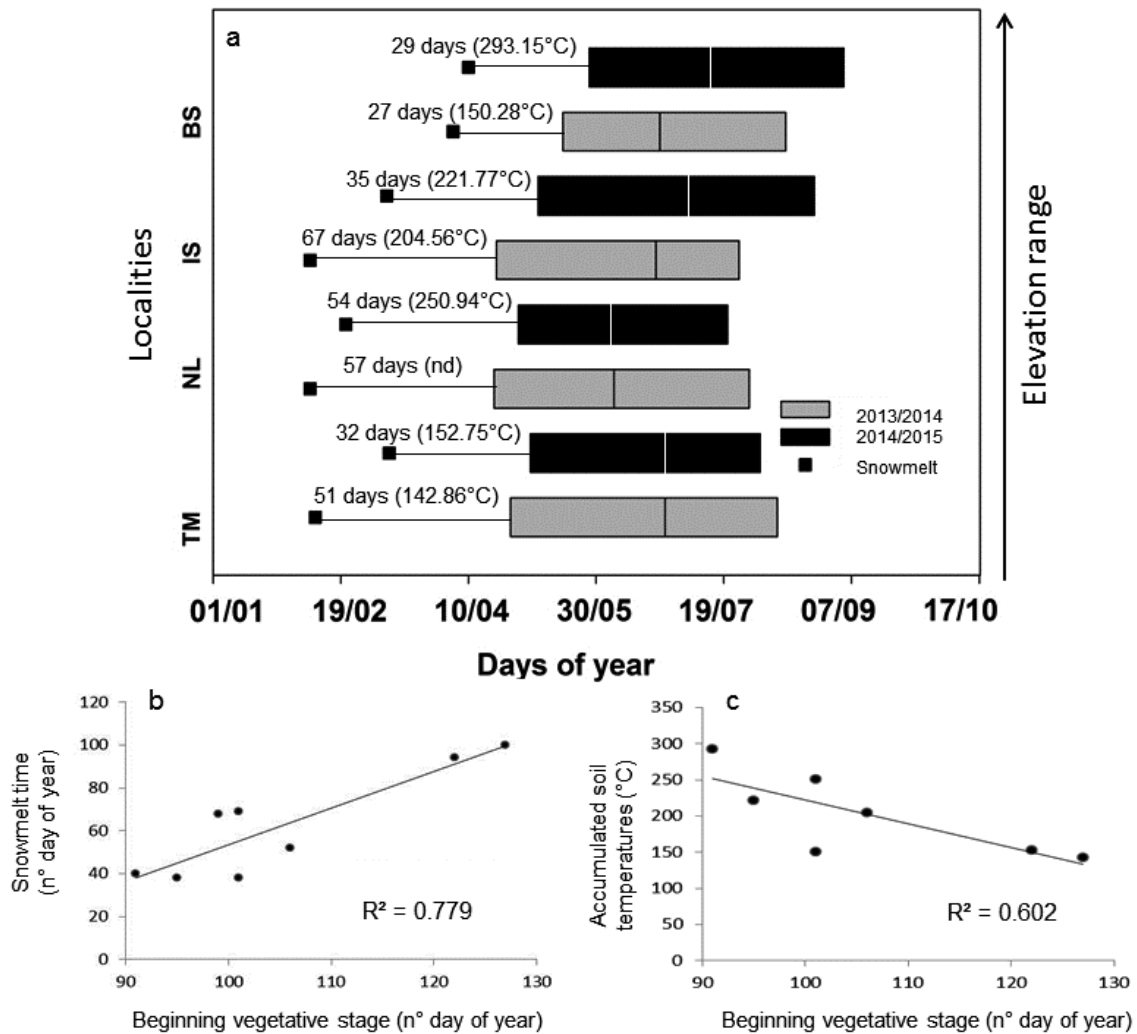 a
29 days (293.15°C)
27 days (150.28°C)
BS
35 days (221.77°C)
67 days (204.56°C)
IS
54 days (250.94°C)
57 days (nd)
NL
32 days (152.75°C)
51 days (142.86°C)
TM
Localities
Elevation range
2013/2014
2014/2015
Snowmelt
01/01 19/02 10/04 30/05 19/07 07/09 17/10
Days of year
b
120
100
80
60
40
20
0
Snowmelt time
(n° day of year)
R² = 0.779
90 100 110 120 130
Beginning vegetative stage (n° day of year)
c
350
300
250
200
150
100
50
0
Accumulated soil
temperatures (°C)
R² = 0.602
90 100 110 120 130
Beginning vegetative stage (n° day of year)